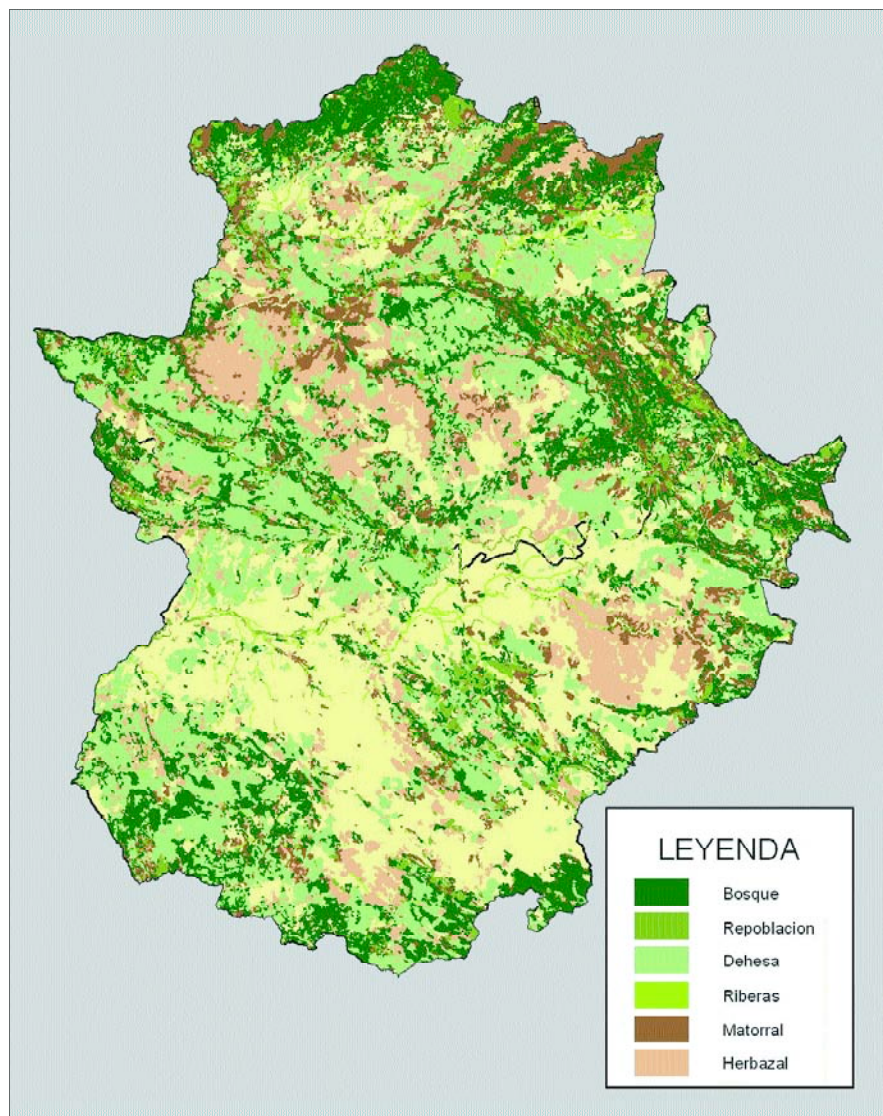 LEYENDA
Bosque
Repoblacion
Dehesa
Riberas
Matorral
Herbazal